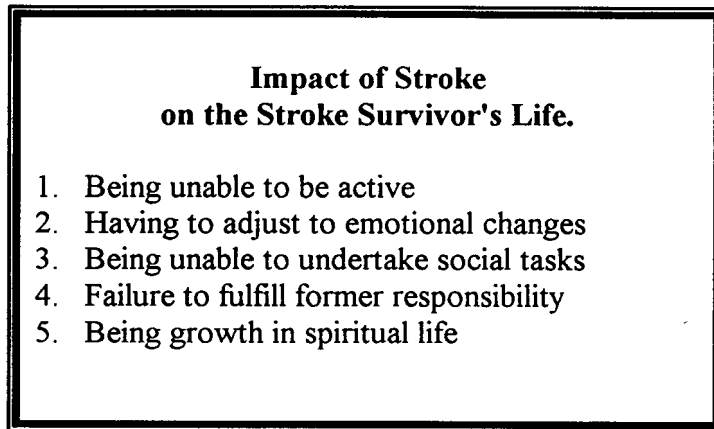 Impact of Stroke
on the Stroke Survivor's Life.
1. Being unable to be active
2. Having to adjust to emotional changes
3. Being unable to undertake social tasks
4. Failure to fulfill former responsibility
5. Being growth in spiritual life